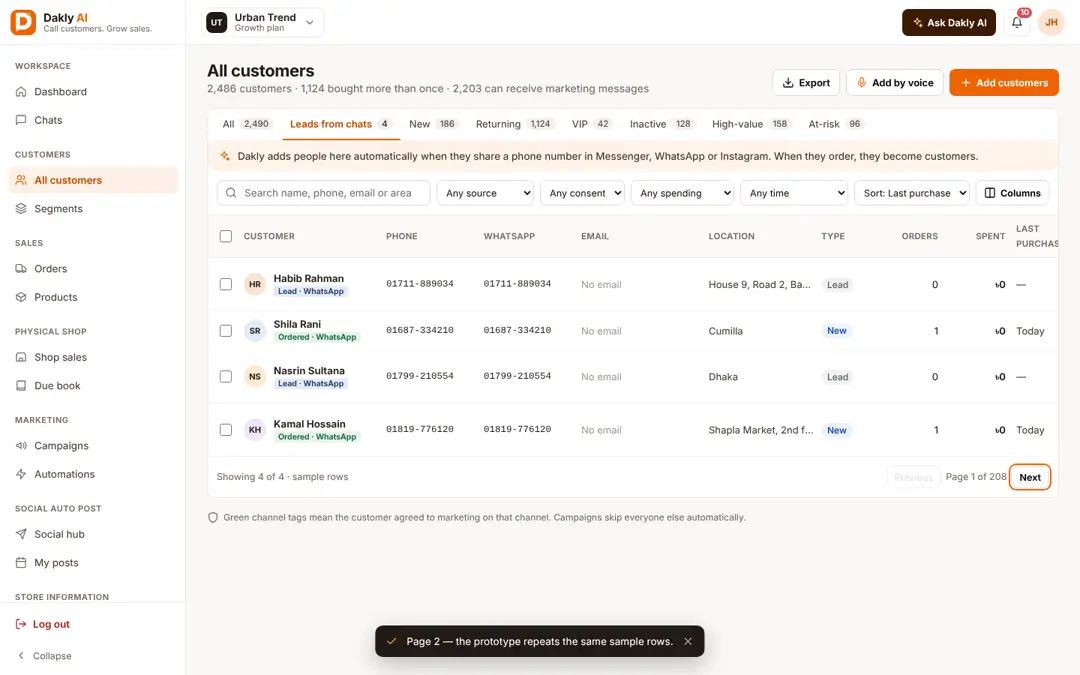 Dakly AI
Call customers. Grow sales.
UT
Urban Trend
Growth plan
Ask Dakly AI
10
JH
WORKSPACE
Dashboard
Chats
CUSTOMERS
All customers
Segments
SALES
Orders
Products
PHYSICAL SHOP
Shop sales
Due book
MARKETING
Campaigns
Automations
SOCIAL AUTO POST
Social hub
My posts
STORE INFORMATION
Log out
Collapse
All customers
2,486 customers · 1,124 bought more than once · 2,203 can receive marketing messages
Export
Add by voice
Add customers
All 2,490 Leads from chats 4 New 186 Returning 1,124 VIP 42 Inactive 128 High-value 158 At-risk 96
Dakly adds people here automatically when they share a phone number in Messenger, WhatsApp or Instagram. When they order, they become customers.
Search name, phone, email or area Any source Any consent Any spending Any time Sort: Last purchase Columns
CUSTOMER PHONE WHATSAPP EMAIL LOCATION TYPE ORDERS SPENT LAST
PURCHAS
HR Habib Rahman 01711-889034 01711-889034 No email House 9, Road 2, Ba... Lead 0 ৳0 —
Lead · WhatsApp
SR Shila Rani 01687-334210 01687-334210 No email Cumilla New 1 ৳0 Today
Ordered · WhatsApp
NS Nasrin Sultana 01799-210554 01799-210554 No email Dhaka Lead 0 ৳0 —
Lead · WhatsApp
KH Kamal Hossain 01819-776120 01819-776120 No email Shapla Market, 2nd f... New 1 ৳0 Today
Ordered · WhatsApp
Showing 4 of 4 · sample rows
Previous Page 1 of 208 Next
Green channel tags mean the customer agreed to marketing on that channel. Campaigns skip everyone else automatically.
Page 2 — the prototype repeats the same sample rows.